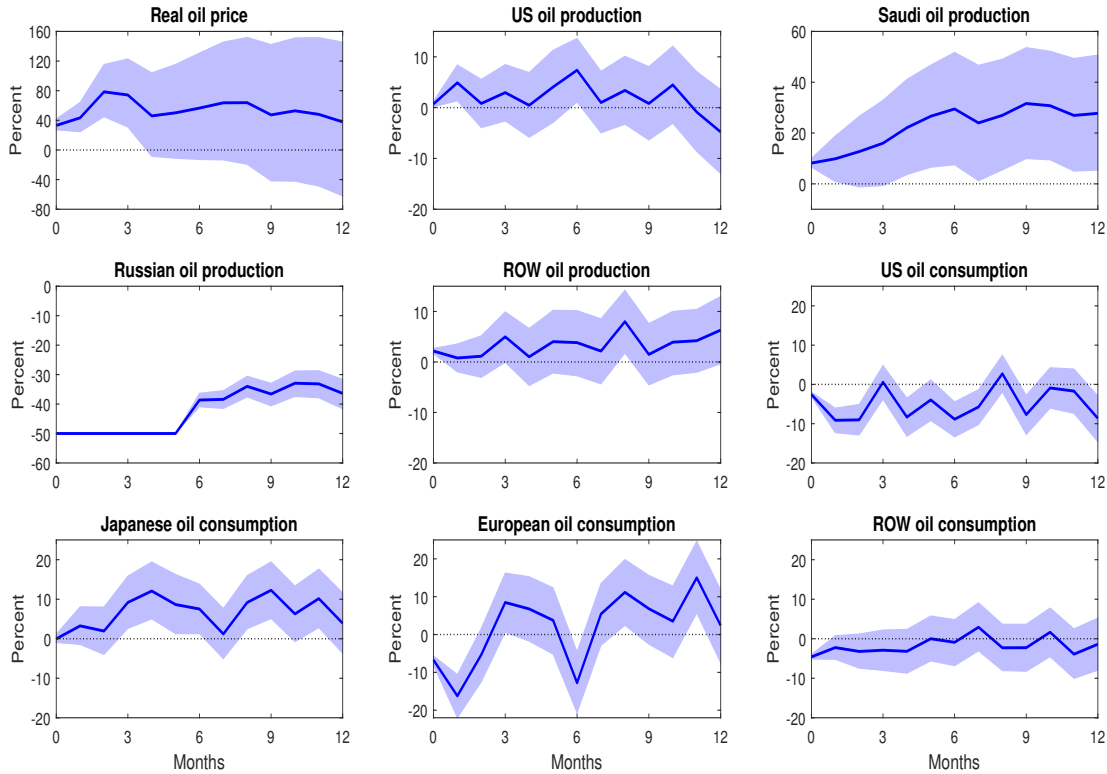 Real oil price
Percent
160
120
80
40
0
-40
-80
0 3 6 9 12
US oil production
Percent
10
0
-10
-20
0 3 6 9 12
Saudi oil production
Percent
60
40
20
0
0 3 6 9 12
Russian oil production
Percent
0
-10
-20
-30
-40
-50
-60
0 3 6 9 12
ROW oil production
Percent
10
0
-10
-20
0 3 6 9 12
US oil consumption
Percent
20
10
0
-10
-20
0 3 6 9 12
Japanese oil consumption
Percent
20
10
0
-10
-20
0 3 6 9 12
Months
European oil consumption
Percent
20
10
0
-10
-20
0 3 6 9 12
Months
ROW oil consumption
Percent
20
10
0
-10
-20
0 3 6 9 12
Months